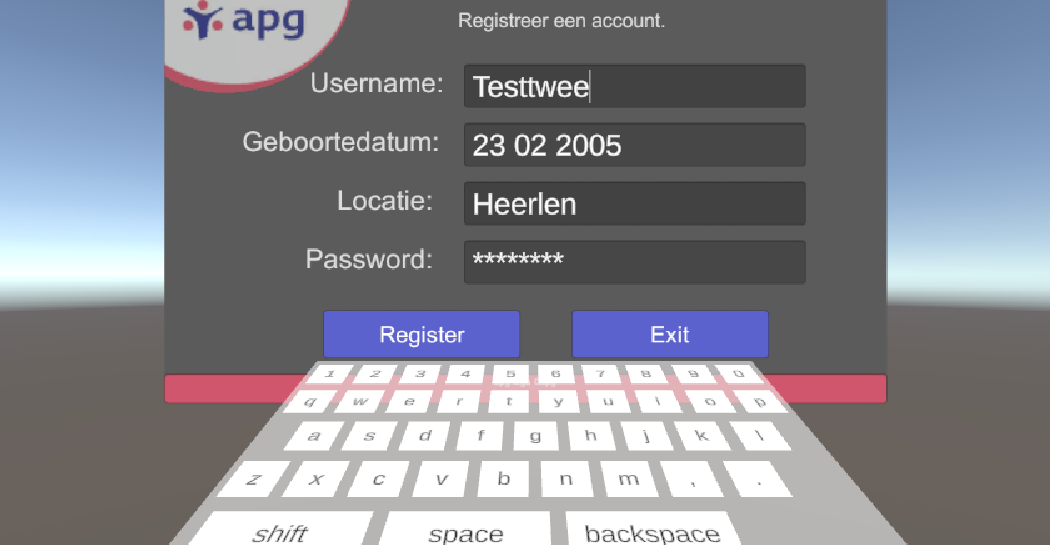 apg
Registreer een account.
Username: Testtwee
Geboortedatum: 23 02 2005
Locatie: Heerlen
Password: ********
Register Exit
1 2 3 4 5 6 7 8 9 0
q w e r t y u i o p
a s d f g h j k l
z x c v b n m , .
shift space backspace